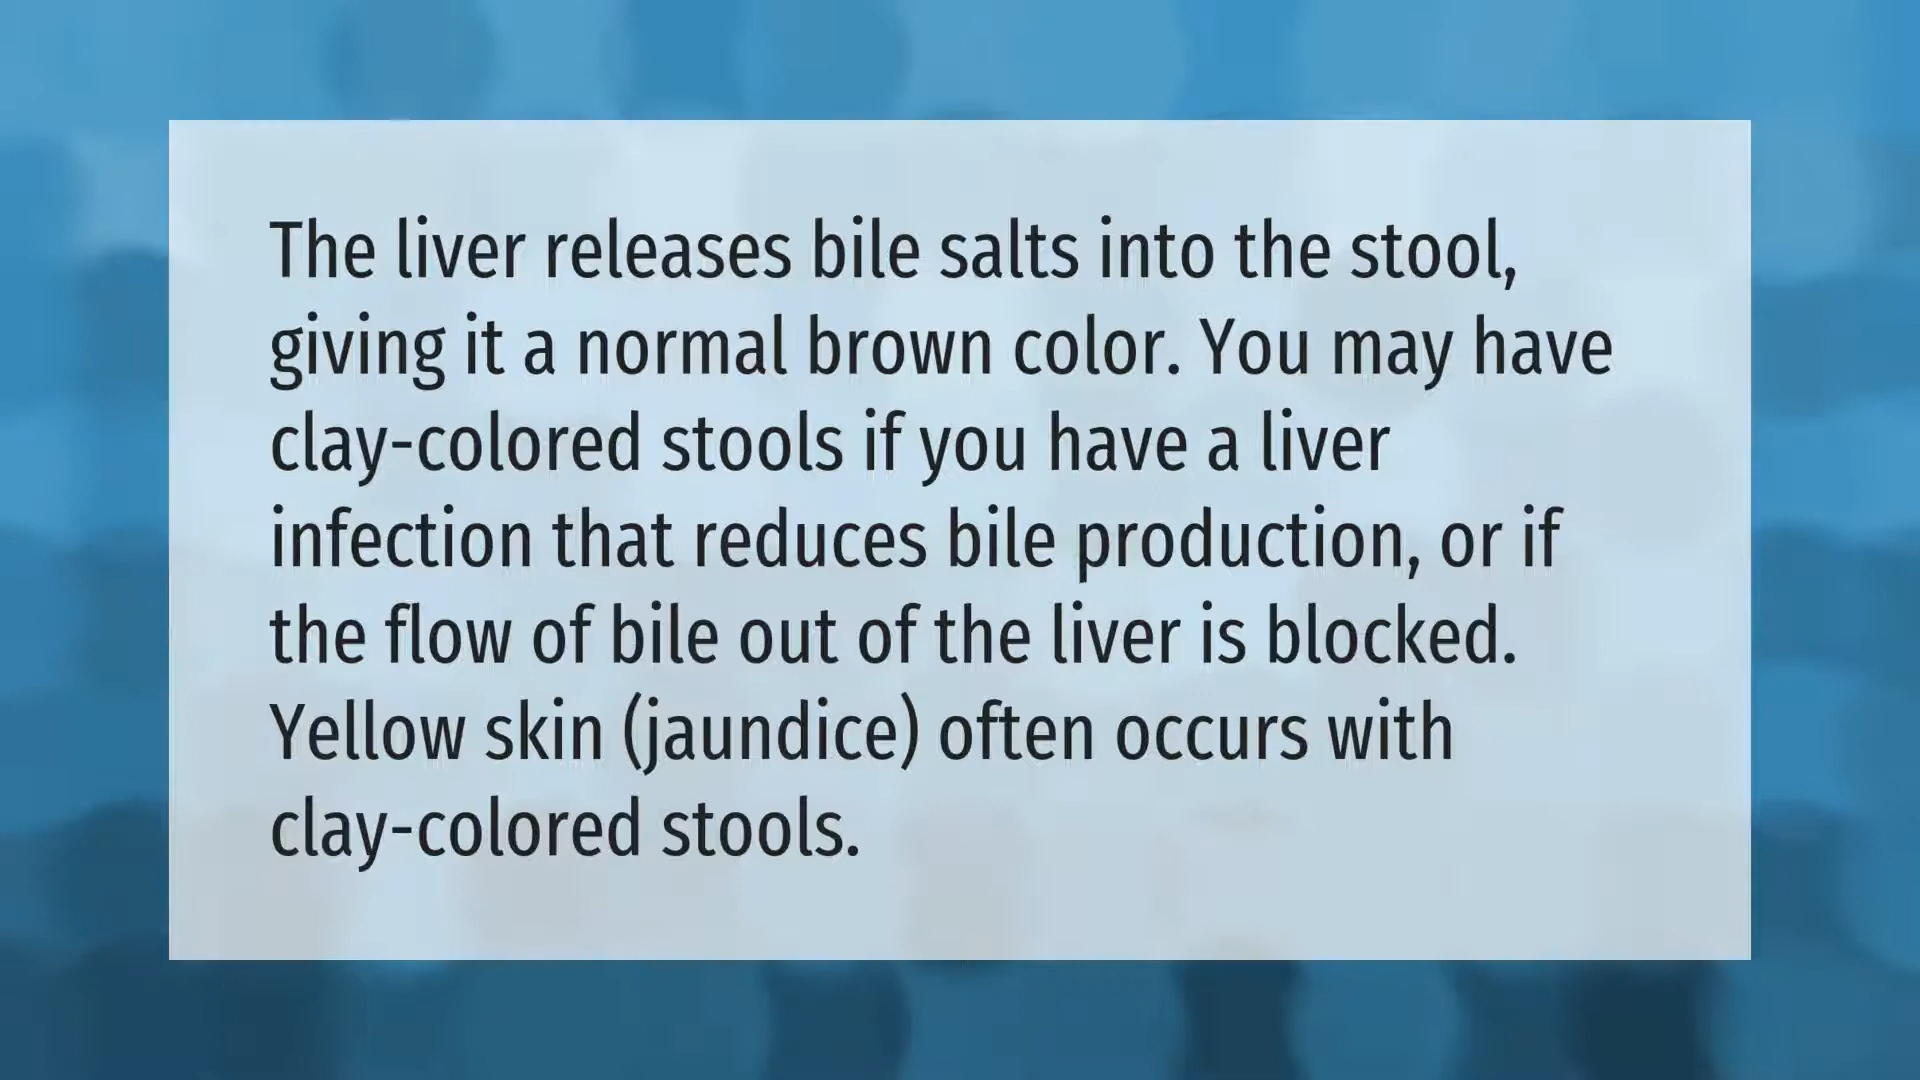 The liver releases bile salts into the stool,
giving it a normal brown color. You may have
clay-colored stools if you have a liver
infection that reduces bile production, or if
the flow of bile out of the liver is blocked.
Yellow skin (jaundice) often occurs with
clay-colored stools.